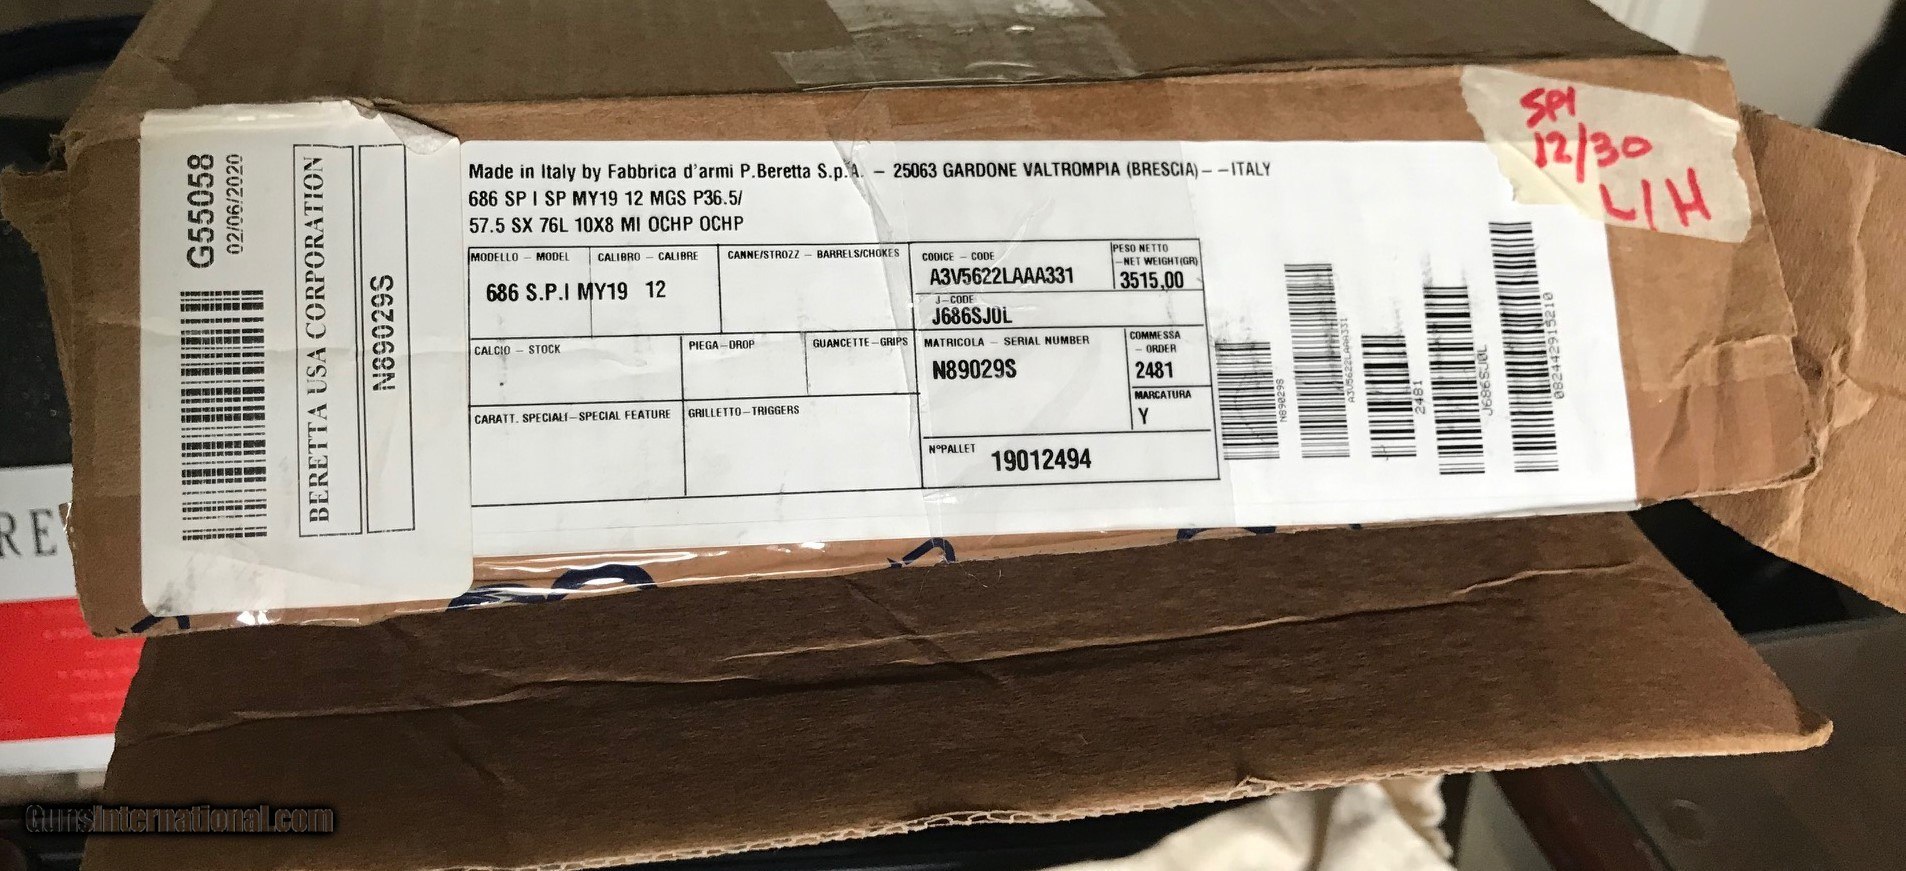 G55058
02/06/2020
BERETTA USA CORPORATION
N89029S
Made in Italy by Fabbrica d'armi P.Beretta S.p.A. – 25063 GARDONE VALTROMPIA (BRESCIA) – –ITALY
686 SP I SP MY19 12 MGS P36.5/
57.5 SX 76L 10X8 MI OCHP OCHP
MODELLO – MODEL
686 S.P.I MY19
CALIBRO – CALIBRE
12
CANNE/STROZZ – BARRELS/CHOKES
CODICE – CODE
A3V5622LAAA331
PESO NETTO
–NET WEIGHT(GR)
3515,00
J–CODE
J686SJ0L
CALCIO – STOCK
PIEGA–DROP
GUANCETTE–GRIPS
MATRICOLA – SERIAL NUMBER
N89029S
COMMESSA
– ORDER
2481
MARCATURA
Y
CARATT. SPECIALI–SPECIAL FEATURE
GRILLETTO–TRIGGERS
N°PALLET
19012494
N89029S
A3V5622LAAA331
2481
J686SJ0L
082442915210
SPI
12/30
L/H
RE
GunsInternational.com